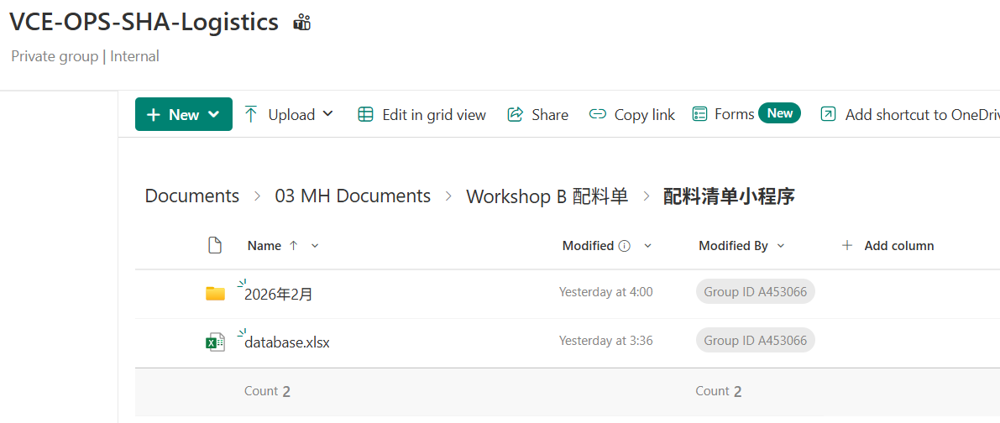 VCE-OPS-SHA-Logistics
Private group | Internal
New Upload Edit in grid view Share Copy link Forms New Add shortcut to OneDriv
Documents > 03 MH Documents > Workshop B 配料单 > 配料清单小程序
Name Modified Modified By Add column
2026年2月 Yesterday at 4:00 Group ID A453066
database.xlsx Yesterday at 3:36 Group ID A453066
Count 2 Count 2